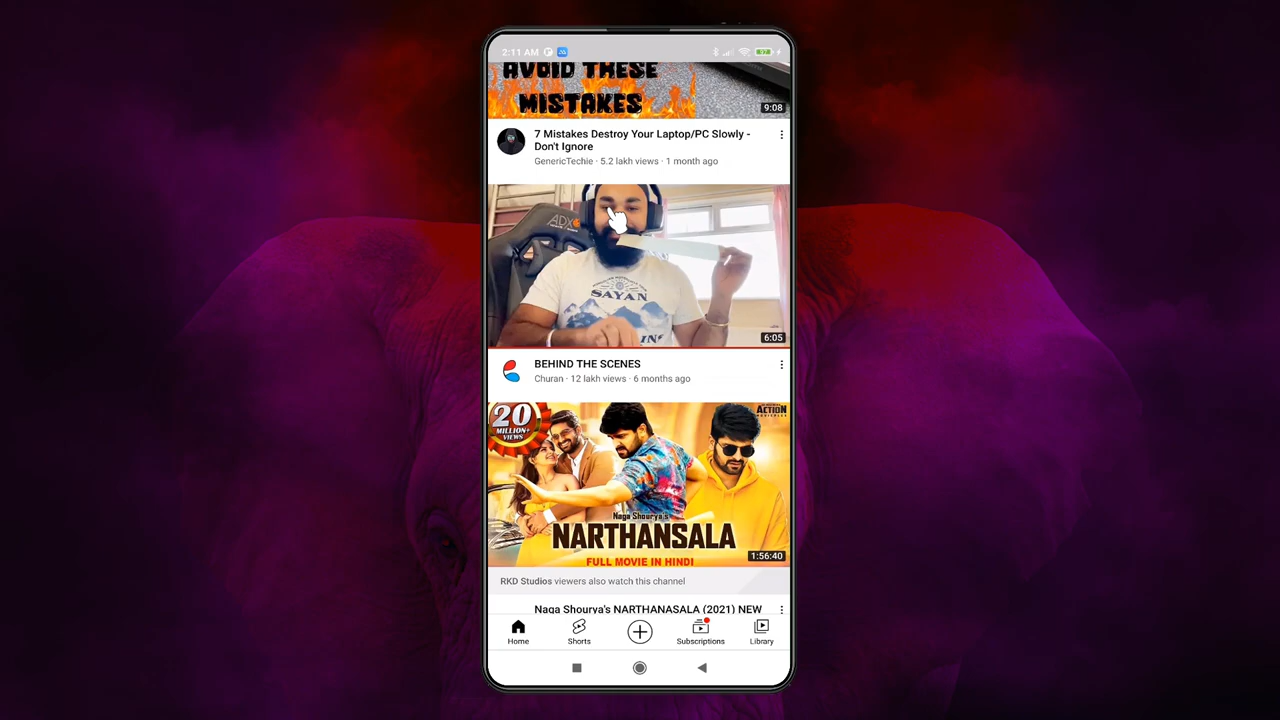 2:11 AM
97
AVOID THESE
MISTAKES
9:08
7 Mistakes Destroy Your Laptop/PC Slowly -
Don't Ignore
GenericTechie · 5.2 lakh views · 1 month ago
ADX
SAYAN
6:05
BEHIND THE SCENES
Churan · 12 lakh views · 6 months ago
20
MILLION+
VIEWS
ACTION
Naga Shourya's
NARTHANSALA
FULL MOVIE IN HINDI
1:56:40
RKD Studios viewers also watch this channel
Naga Shourya's NARTHANASALA (2021) NEW
Home
Shorts
Subscriptions
Library